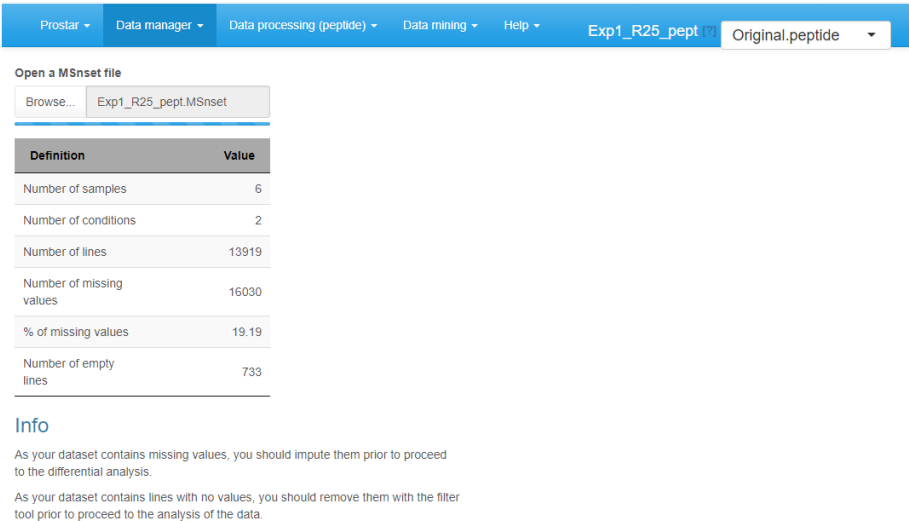 Prostar Data manager Data processing (peptide) Data mining Help Exp1_R25_pept [?] Original.peptide
Open a MSnset file
Browse... Exp1_R25_pept.MSnset
Definition Value
Number of samples 6
Number of conditions 2
Number of lines 13919
Number of missing
values 16030
% of missing values 19.19
Number of empty
lines 733
Info
As your dataset contains missing values, you should impute them prior to proceed
to the differential analysis.
As your dataset contains lines with no values, you should remove them with the filter
tool prior to proceed to the analysis of the data.